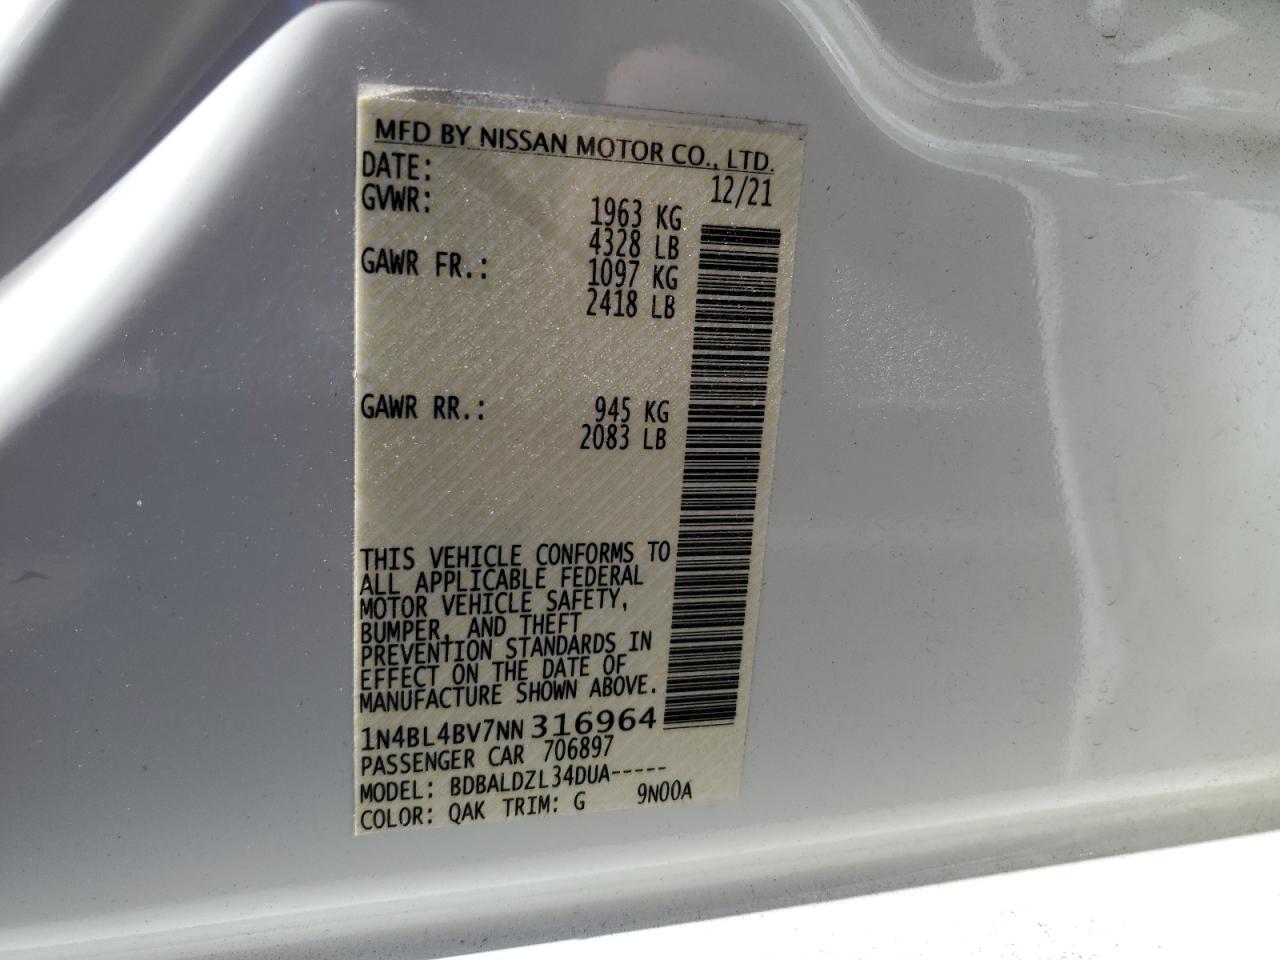 MFD BY NISSAN MOTOR CO., LTD.
DATE: 12/21
GVWR: 1963 KG
4328 LB
GAWR FR.: 1097 KG
2418 LB
GAWR RR.: 945 KG
2083 LB
THIS VEHICLE CONFORMS TO
ALL APPLICABLE FEDERAL
MOTOR VEHICLE SAFETY,
BUMPER, AND THEFT
PREVENTION STANDARDS IN
EFFECT ON THE DATE OF
MANUFACTURE SHOWN ABOVE.
1N4BL4BV7NN316964
PASSENGER CAR 706897
MODEL: BDBALDZL34DUA-----
COLOR: QAK TRIM: G 9N00A